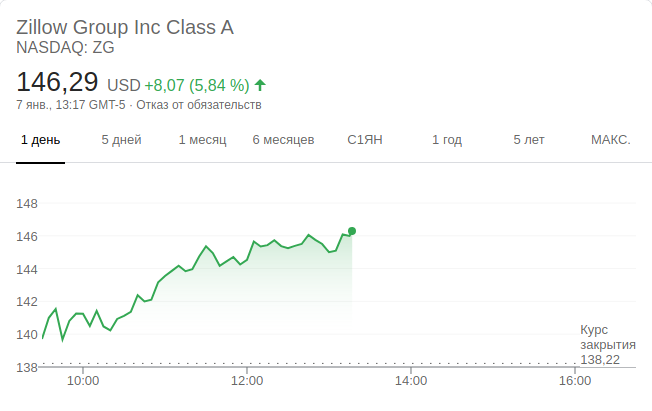 Zillow Group Inc Class A
NASDAQ: ZG
146,29 USD +8,07 (5,84 %)
7 янв., 13:17 GMT-5 · Отказ от обязательств
1 день 5 дней 1 месяц 6 месяцев С1ЯН 1 год 5 лет МАКС.
148
146
144
142
140
138
Курс
закрытия
138,22
10:00 12:00 14:00 16:00